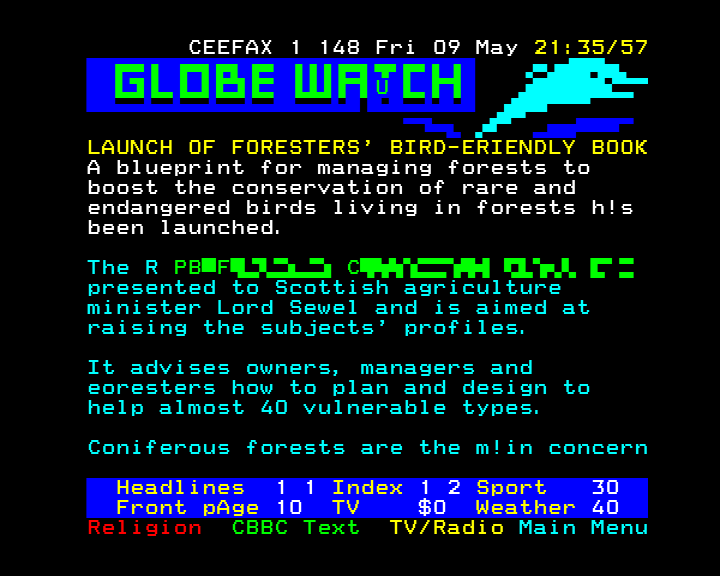 CEEFAX 1 148 Fri 09 May 21:35/57
GLOBE WATCH
LAUNCH OF FORESTERS' BIRD-ERIENDLY BOOK
A blueprint for managing forests to
boost the conservation of rare and
endangered birds living in forests h!s
been launched.
The R PB F C
presented to Scottish agriculture
minister Lord Sewel and is aimed at
raising the subjects' profiles.
It advises owners, managers and
eoresters how to plan and design to
help almost 40 vulnerable types.
Coniferous forests are the m!in concern
Headlines 1 1 Index 1 2 Sport 30
Front pAge 10 TV $0 Weather 40
Religion CBBC Text TV/Radio Main Menu